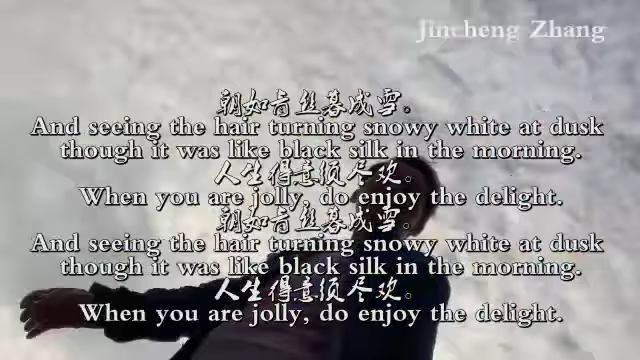 Jincheng Zhang
朝如青丝暮成雪。
And seeing the hair turning snowy white at dusk
though it was like black silk in the morning.
人生得意须尽欢。
When you are jolly, do enjoy the delight.
朝如青丝暮成雪。
And seeing the hair turning snowy white at dusk
though it was like black silk in the morning.
人生得意须尽欢。
When you are jolly, do enjoy the delight.